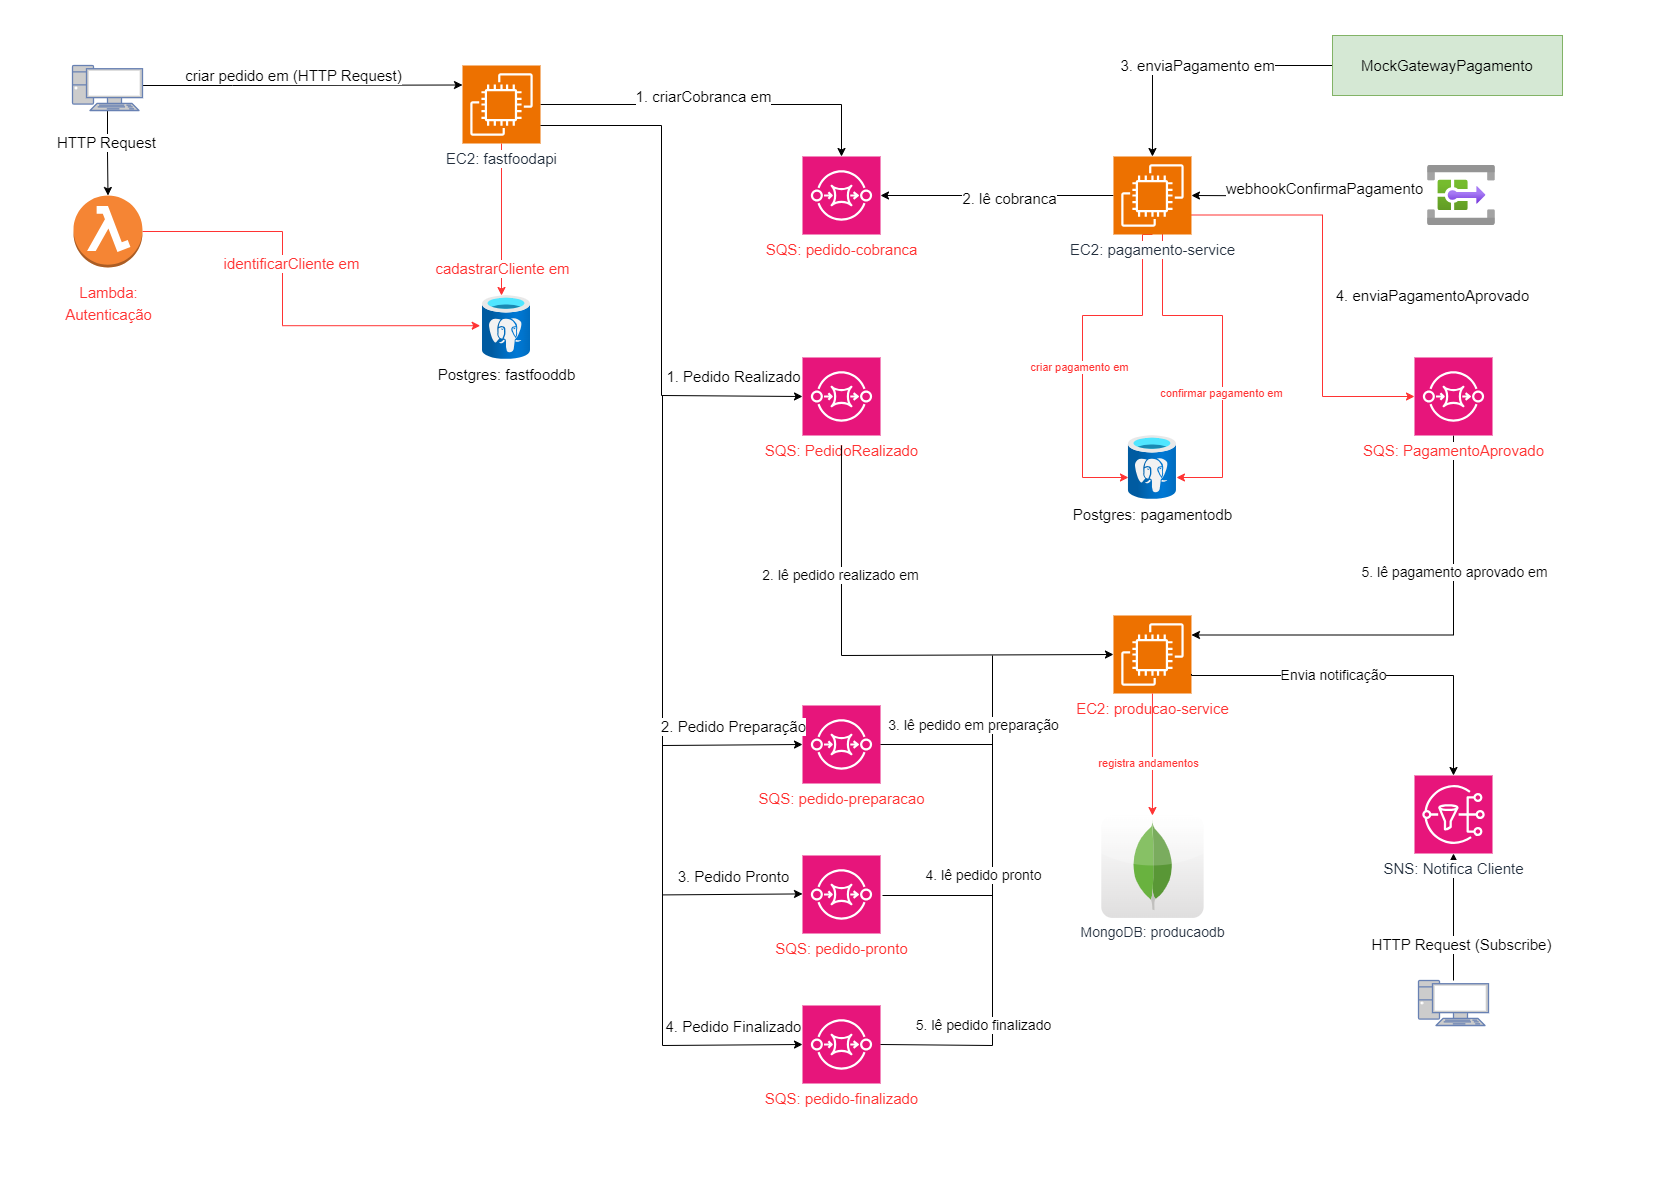 criar pedido em (HTTP Request)
HTTP Request
Lambda:
Autenticação
identificarCliente em
EC2: fastfoodapi
cadastrarCliente em
Postgres: fastfooddb
1. criarCobranca em
SQS: pedido-cobranca
2. lê cobranca
3. enviaPagamento em
MockGatewayPagamento
webhookConfirmaPagamento
EC2: pagamento-service
4. enviaPagamentoAprovado
criar pagamento em
confirmar pagamento em
Postgres: pagamentodb
SQS: PagamentoAprovado
1. Pedido Realizado
SQS: PedidoRealizado
2. lê pedido realizado em
5. lê pagamento aprovado em
EC2: producao-service
Envia notificação
registra andamentos
MongoDB: producaodb
2. Pedido Preparação
3. lê pedido em preparação
SQS: pedido-preparacao
3. Pedido Pronto
4. lê pedido pronto
SQS: pedido-pronto
4. Pedido Finalizado
5. lê pedido finalizado
SQS: pedido-finalizado
SNS: Notifica Cliente
HTTP Request (Subscribe)